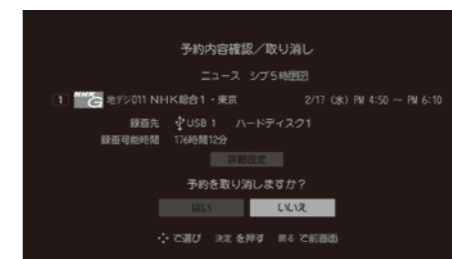 予約内容確認／取り消し
ニュース シブ5時
1 NHK G 地デジ011 NHK総合1・東京 2/17 (水) PM 4:50 ～ PM 6:10
録画先 USB 1 ハードディスク1
録画可能時間 176時間12分
詳細設定
予約を取り消しますか？
はい いいえ
で選び 決定 を押す 戻る で前画面